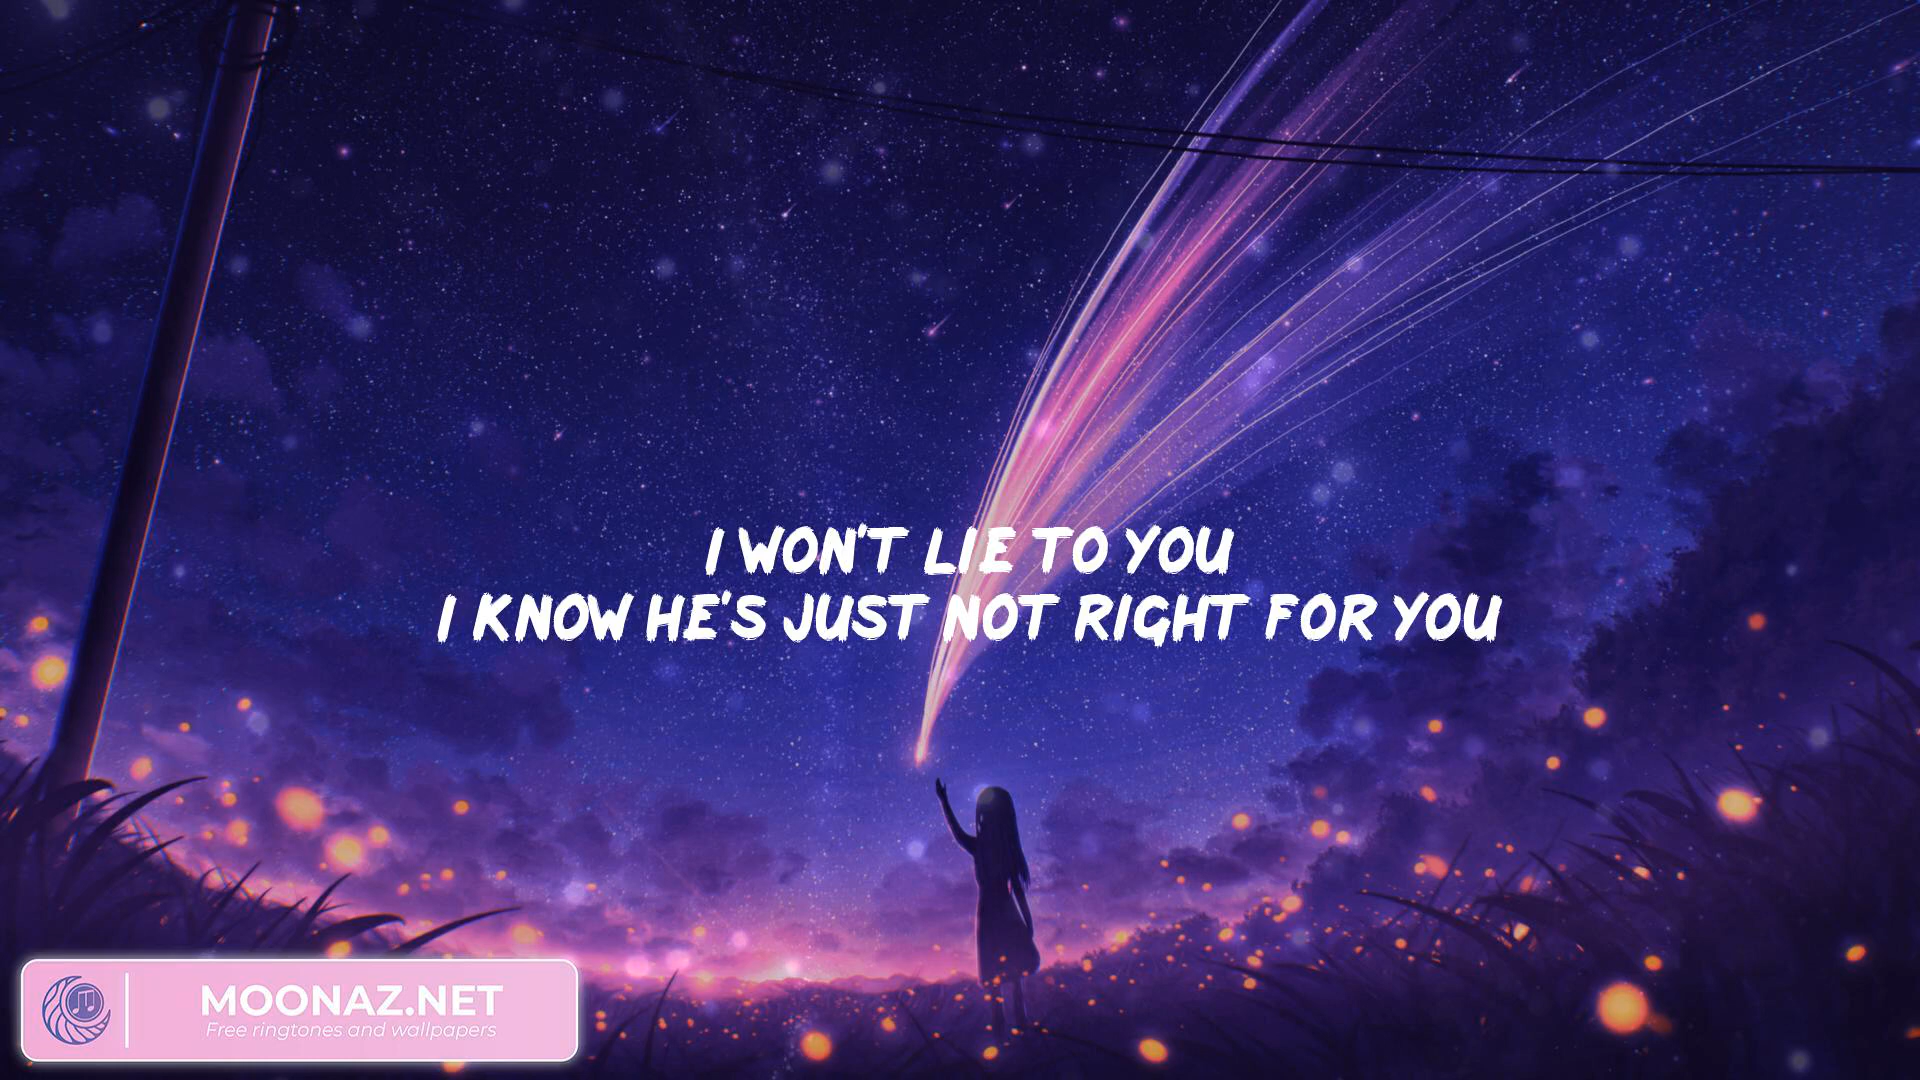 I WON'T LIE TO YOU
I KNOW HE'S JUST NOT RIGHT FOR YOU
MOONAZ.NET
Free ringtones and wallpapers